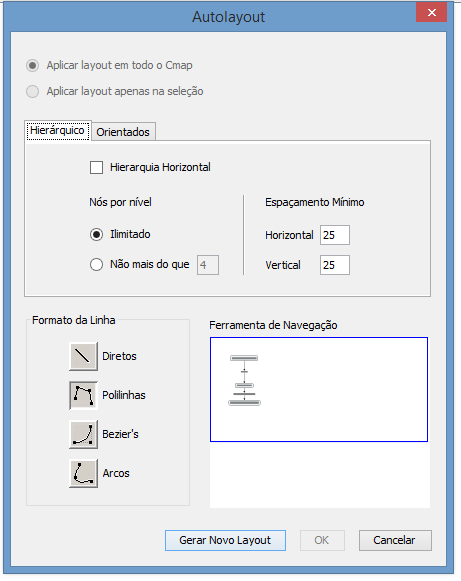 Autolayout
Aplicar layout em todo o Cmap
Aplicar layout apenas na seleção
Hierárquico Orientados
Hierarquia Horizontal
Nós por nível Espaçamento Mínimo
Ilimitado Horizontal 25
Não mais do que 4 Vertical 25
Formato da Linha Ferramenta de Navegação
Diretos
Polilinhas
Bezier's
Arcos
Gerar Novo Layout OK Cancelar